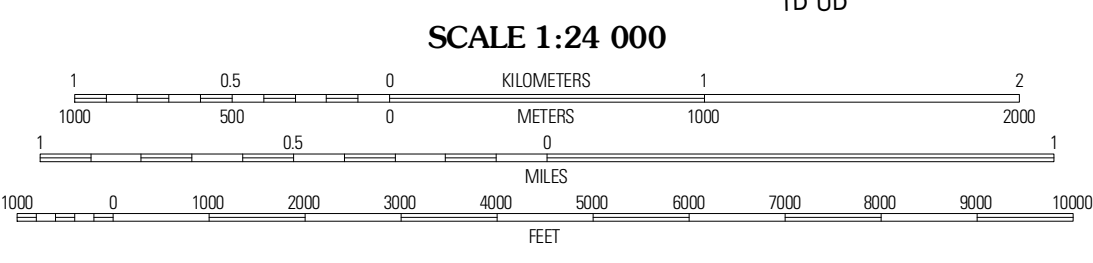 SCALE 1:24 000
1 0.5 0 KILOMETERS 1 2
1000 500 0 METERS 1000 2000
1 0.5 0 1
MILES
1000 0 1000 2000 3000 4000 5000 6000 7000 8000 9000 10000
FEET